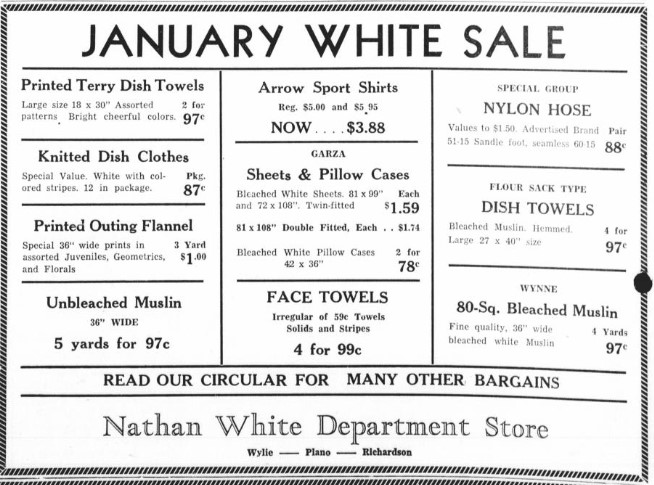 JANUARY WHITE SALE
Printed Terry Dish Towels
Large size 18 x 30" Assorted 2 for
patterns. Bright cheerful colors. 97c
Knitted Dish Clothes
Special Value. White with col- Pkg.
ored stripes. 12 in package. 87c
Printed Outing Flannel
Special 36" wide prints in 3 Yard
assorted Juveniles, Geometrics, $1.00
and Florals
Unbleached Muslin
36" WIDE
5 yards for 97c
Arrow Sport Shirts
Reg. $5.00 and $5.95
NOW .... $3.88
GARZA
Sheets & Pillow Cases
Bleached White Sheets. 81 x 99" Each
and 72 x 108". Twin-fitted $1.59
81 x 108" Double Fitted, Each . . $1.74
Bleached White Pillow Cases 2 for
42 x 36" 78c
FACE TOWELS
Irregular of 59c Towels
Solids and Stripes
4 for 99c
SPECIAL GROUP
NYLON HOSE
Values to $1.50. Advertised Brand Pair
51-15 Sandle foot, seamless 60-15 88c
FLOUR SACK TYPE
DISH TOWELS
Bleached Muslin. Hemmed. 4 for
Large 27 x 40" size 97c
WYNNE
80-Sq. Bleached Muslin
Fine quality, 36" wide 4 Yards
bleached white Muslin 97c
READ OUR CIRCULAR FOR MANY OTHER BARGAINS
Nathan White Department Store
Wylie — Plano — Richardson